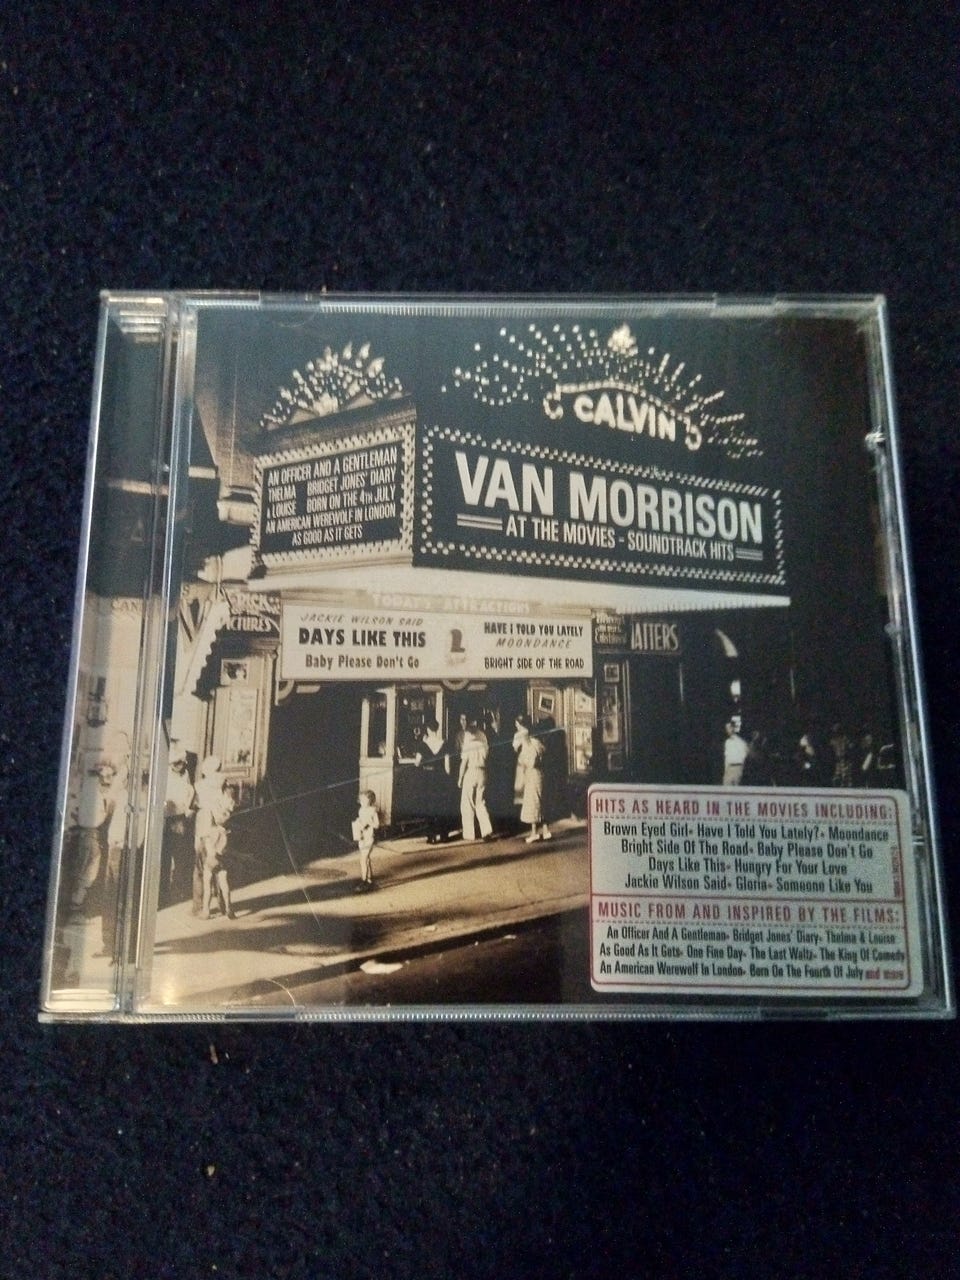 CALVIN
AN OFFICER AND A GENTLEMAN
THELMA BRIDGET JONES' DIARY
& LOUISE BORN ON THE 4TH JULY
AN AMERICAN WEREWOLF IN LONDON
AS GOOD AS IT GETS
VAN MORRISON
AT THE MOVIES - SOUNDTRACK HITS
TODAY'S ATTRACTIONS
JACKIE WILSON SAID
DAYS LIKE THIS
Baby Please Don't Go
HAVE I TOLD YOU LATELY
MOONDANCE
BRIGHT SIDE OF THE ROAD
HITS AS HEARD IN THE MOVIES INCLUDING:
Brown Eyed Girl• Have I Told You Lately?• Moondance
Bright Side Of The Road• Baby Please Don't Go
Days Like This• Hungry For Your Love
Jackie Wilson Said• Gloria• Someone Like You
MUSIC FROM AND INSPIRED BY THE FILMS:
An Officer And A Gentleman• Bridget Jones' Diary• Thelma & Louise
As Good As It Gets• One Fine Day• The Last Waltz• The King Of Comedy
An American Werewolf In London• Born On The Fourth Of July and more